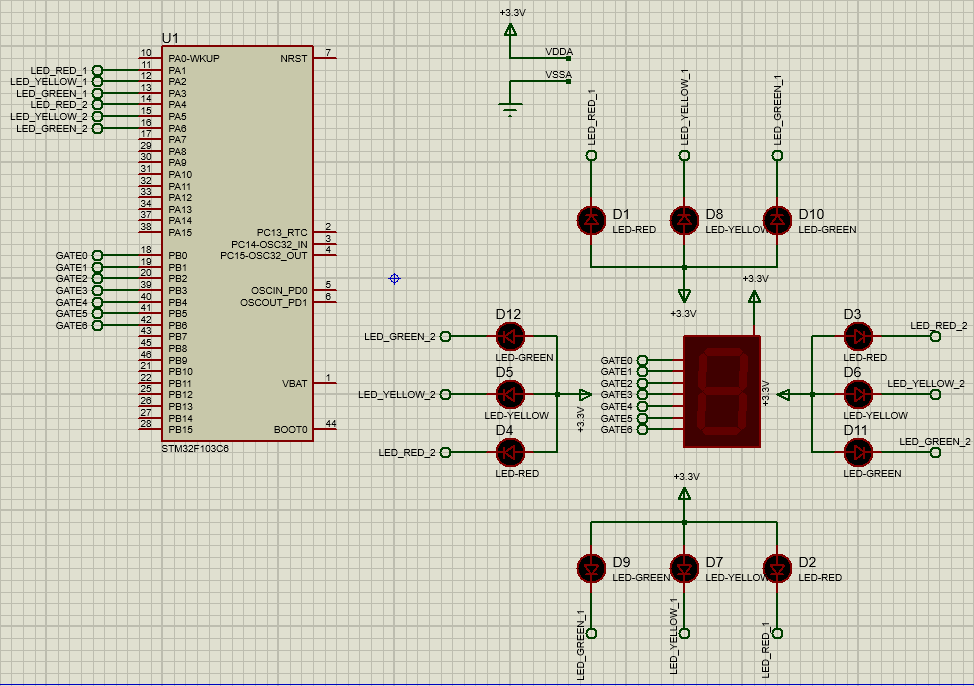 U1
10 PA0-WKUP NRST 7
LED_RED_1 11 PA1
LED_YELLOW_1 12 PA2
LED_GREEN_1 13 PA3
LED_RED_2 14 PA4
LED_YELLOW_2 15 PA5
LED_GREEN_2 16 PA6
17 PA7
29 PA8
30 PA9
31 PA10
32 PA11
33 PA12
34 PA13
37 PA14
38 PA15 PC13_RTC 2
PC14-OSC32_IN 3
GATE0 18 PB0 PC15-OSC32_OUT 4
GATE1 19 PB1
GATE2 20 PB2
GATE3 39 PB3 OSCIN_PD0 5
GATE4 40 PB4 OSCOUT_PD1 6
GATE5 41 PB5
GATE6 42 PB6
43 PB7
45 PB8
46 PB9
21 PB10
22 PB11 VBAT 1
25 PB12
26 PB13
27 PB14
28 PB15 BOOT0 44
STM32F103C6
+3.3V
VDDA
VSSA
LED_RED_1
LED_YELLOW_1
LED_GREEN_1
D1
LED-RED
D8
LED-YELLOW
D10
LED-GREEN
+3.3V
+3.3V
D12
LED_GREEN_2
LED-GREEN
D5
LED_YELLOW_2
LED-YELLOW
D4
LED_RED_2
LED-RED
+3.3V
GATE0
GATE1
GATE2
GATE3
GATE4
GATE5
GATE6
+3.3V
D3
LED_RED_2
LED-RED
D6
LED_YELLOW_2
LED-YELLOW
D11
LED_GREEN_2
LED-GREEN
+3.3V
D9
LED-GREEN
D7
LED-YELLOW
D2
LED-RED
LED_GREEN_1
LED_YELLOW_1
LED_RED_1